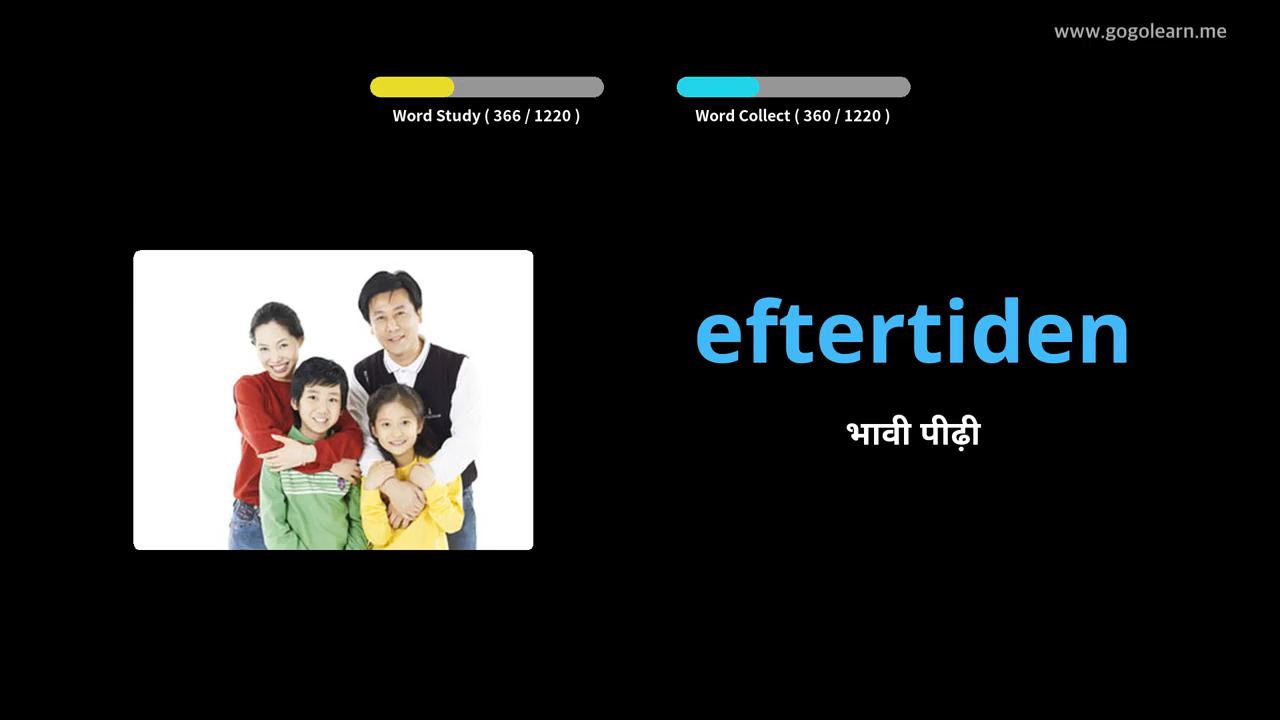 www.gogolearn.me
Word Study ( 366 / 1220 )
Word Collect ( 360 / 1220 )
eftertiden
भावी पीढ़ी